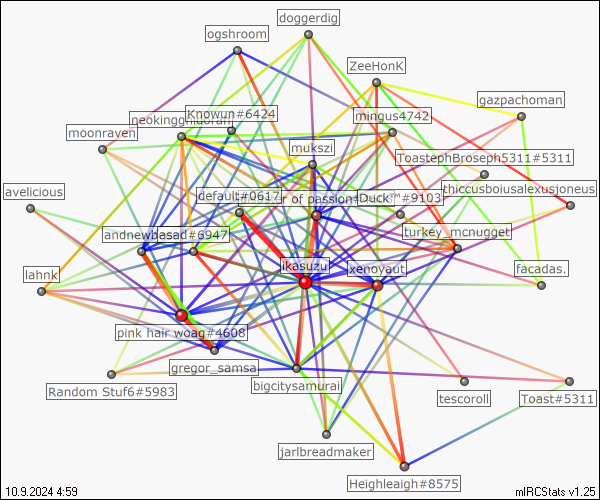 doggerdig
ogshroom
ZeeHonK
gazpachoman
Knowun#6424
mingus4742
moonraven
mukszi
ToastephBroseph5311#5311
avelicious
default#0617
of passion
Duck™#9103
thiccusboiusalexusjoneus
andnewbasad#6947
turkey_mcnugget
lahnk
ikasuzu
xenoyaut
facadas.
pink hair woag#4608
gregor_samsa
Random Stuf6#5983
bigcitysamurai
tescoroll
Toast#5311
jarlbreadmaker
Heighleaigh#8575
10.9.2024 4:59
mIRCStats v1.25